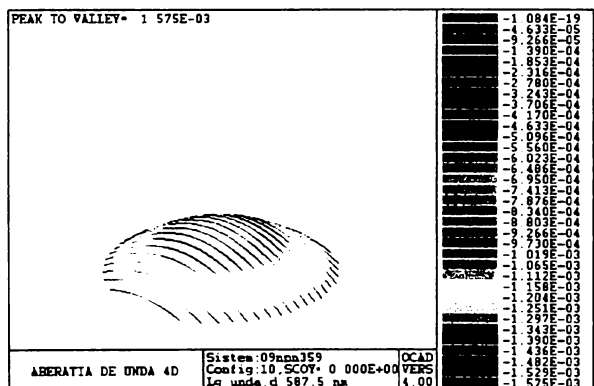 PEAK TO VALLEY= 1 575E-03
-1.084E-19
-4.633E-05
-9.266E-05
-1 390E-04
-1.853E-04
-2 316E-04
-2 780E-04
-3.243E-04
-3.706E-04
-4 170E-04
-4.633E-04
-5.096E-04
-5.560E-04
-6 023E-04
-6 486E-04
-6 950E-04
-7 413E-04
-7 876E-04
-8 340E-04
-8 803E-04
-9 266E-04
-9 730E-04
-1 019E-03
-1 065E-03
-1 112E-03
-1 158E-03
-1 204E-03
-1 251E-03
-1 297E-03
-1 343E-03
-1 390E-03
-1 436E-03
-1 482E-03
-1 529E-03
-1 525E-03
ABERATIA DE UNDA 4D
Sistem:09nnn359
Config:10,SCOY= 0 000E+00
Lg unda,d 587.5 nm
OCAD
VERS
4.00